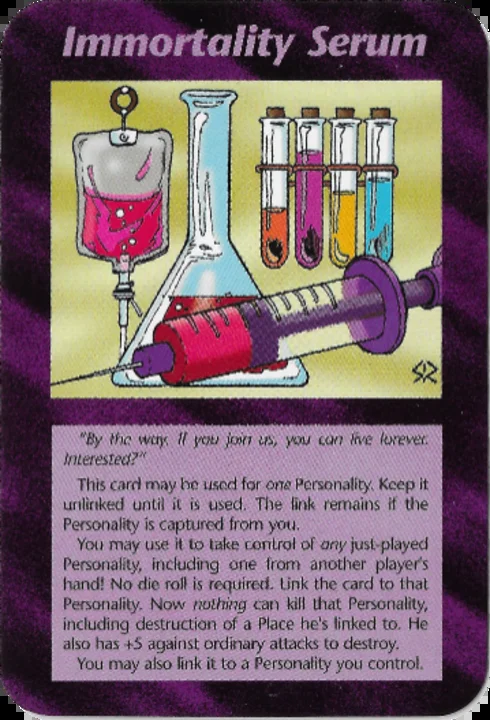 Immortality Serum
"By the way. If you join us, you can live forever.
Interested?"
This card may be used for one Personality. Keep it
unlinked until it is used. The link remains if the
Personality is captured from you.
You may use it to take control of any just-played
Personality, including one from another player's
hand! No die roll is required. Link the card to that
Personality. Now nothing can kill that Personality,
including destruction of a Place he's linked to. He
also has +5 against ordinary attacks to destroy.
You may also link it to a Personality you control.